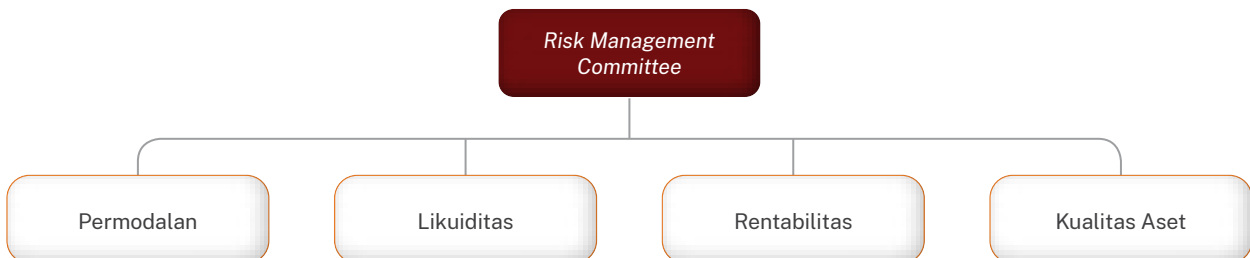 Risk Management
Committee
Permodalan
Likuiditas
Rentabilitas
Kualitas Aset